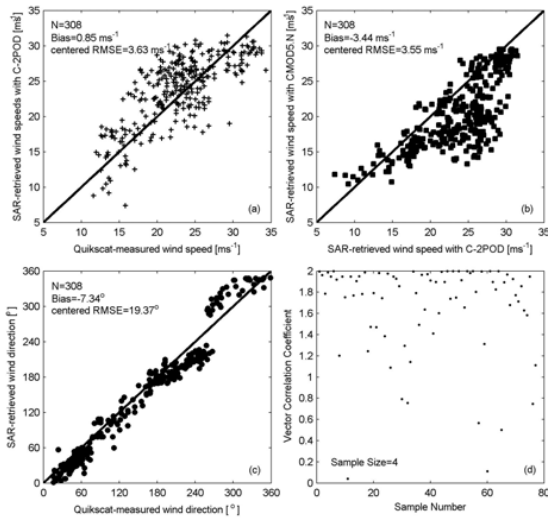 N=308
Bias=0.85 ms⁻¹
centered RMSE=3.63 ms⁻¹
SAR-retrieved wind speeds with C-2POD [ms⁻¹]
35
30
25
20
15
10
5
5 10 15 20 25 30 35
Quikscat-measured wind speed [ms⁻¹]
(a)
N=308
Bias=-3.44 ms⁻¹
centered RMSE=3.55 ms⁻¹
SAR-retrieved wind speed with CMOD5.N [ms⁻¹]
35
30
25
20
15
10
5
5 10 15 20 25 30 35
SAR-retrieved wind speed with C-2POD [ms⁻¹]
(b)
N=308
Bias=-7.34°
centered RMSE=19.37°
SAR-retrieved wind direction [°]
360
300
240
180
120
60
0
0 60 120 180 240 300 360
Quikscat-measured wind direction [°]
(c)
Vector Correlation Coefficient
2
1.8
1.6
1.4
1.2
1
0.8
0.6
0.4
0.2
0
0 20 40 60 80
Sample Number
Sample Size=4
(d)